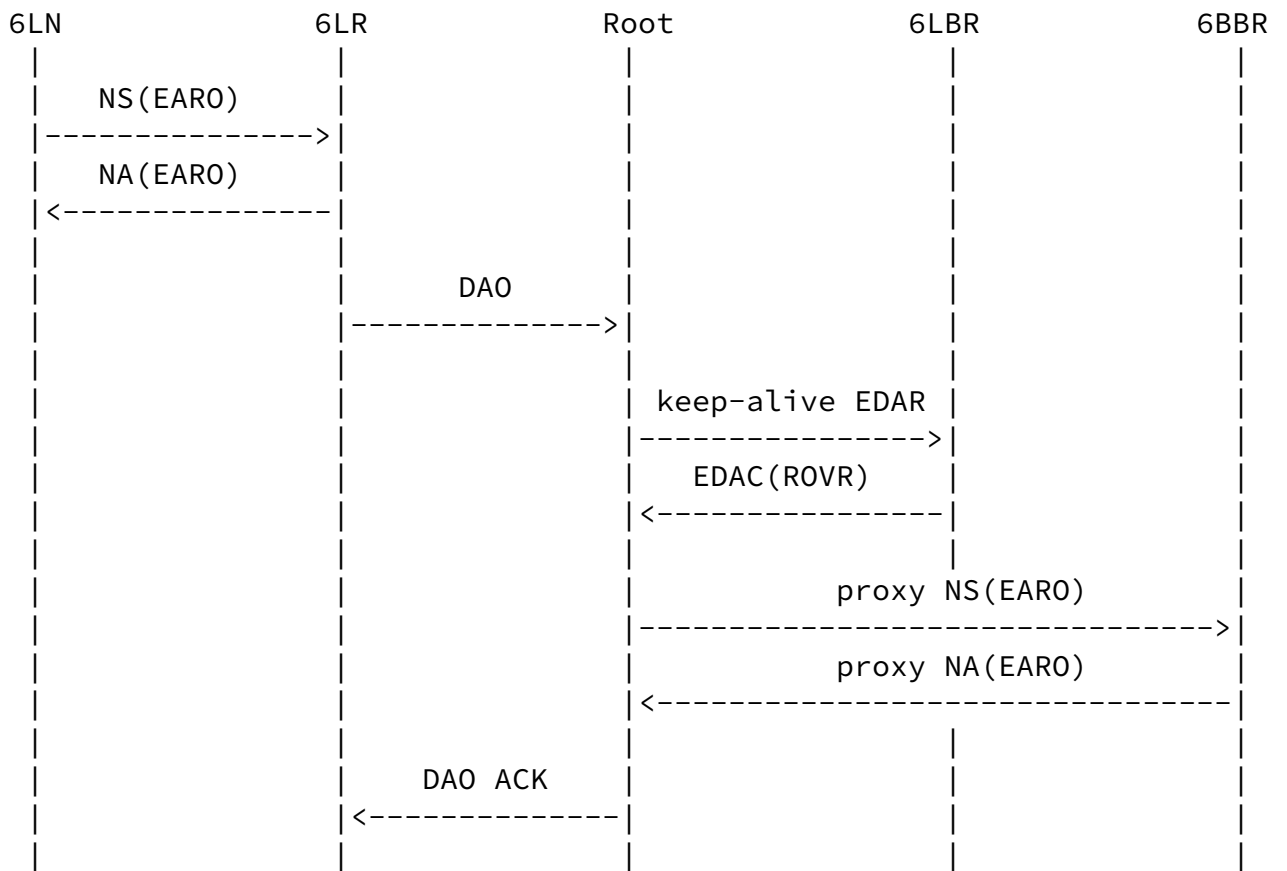 6LN 6LR Root 6LBR 6BBR
NS(EARO)
NA(EARO)
DAO
keep-alive EDAR
EDAC(ROVR)
proxy NS(EARO)
proxy NA(EARO)
DAO ACK